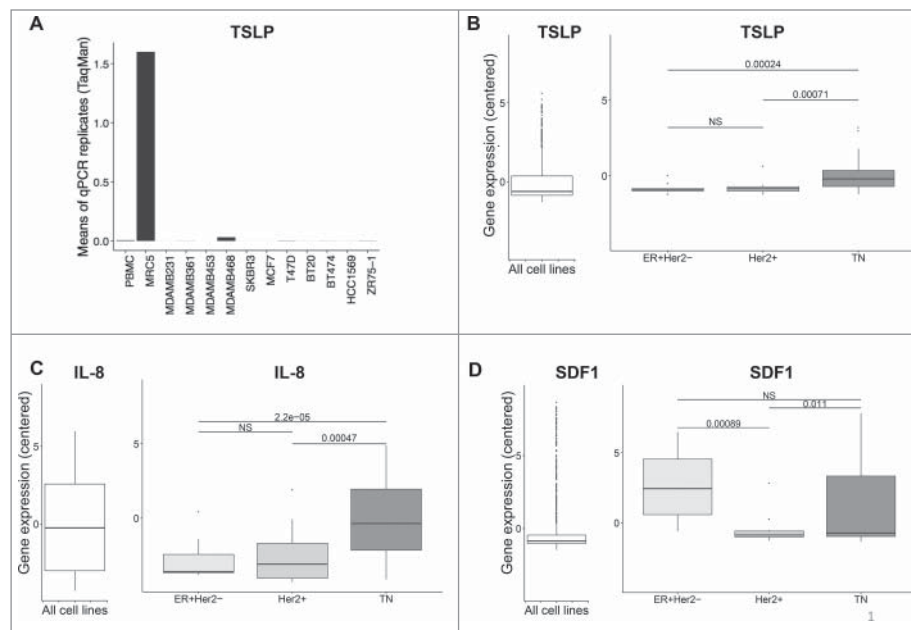 A
TSLP
Means of qPCR replicates (TaqMan)
1.5
1.0
0.5
0.0
PBMC
MRC5
MDAMB231
MDAMB361
MDAMB453
MDAMB468
SKBR3
MCF7
T47D
BT20
BT474
HCC1569
ZR75−1
B
TSLP
TSLP
Gene expression (centered)
5
0
All cell lines
5
0
0.00024
0.00071
NS
ER+Her2−
Her2+
TN
C
IL-8
IL-8
Gene expression (centered)
5
0
All cell lines
5
0
2.2e−05
NS
0.00047
ER+Her2−
Her2+
TN
D
SDF1
SDF1
Gene expression (centered)
5
0
All cell lines
5
0
NS
0.011
0.00089
ER+Her2−
Her2+
TN
1